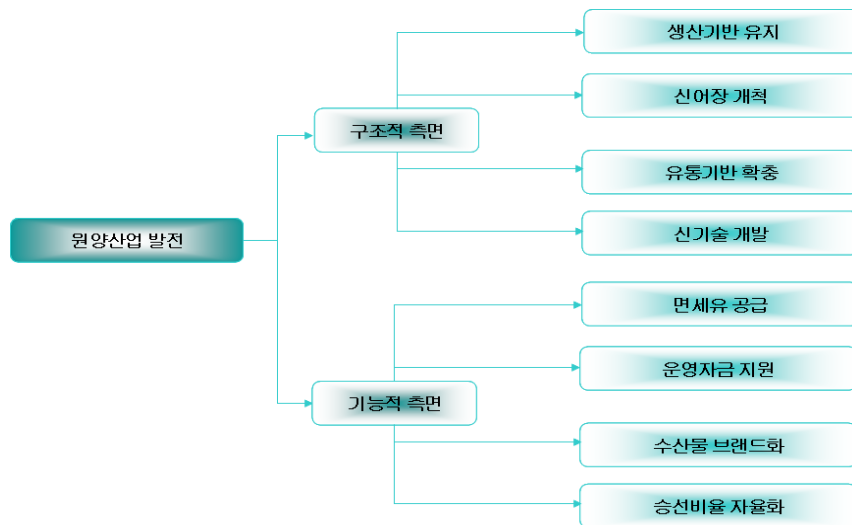 원양산업 발전
구조적 측면
생산기반 유지
신어장 개척
유통기반 확충
신기술 개발
기능적 측면
면세유 공급
운영자금 지원
수산물 브랜드화
승선비율 자율화